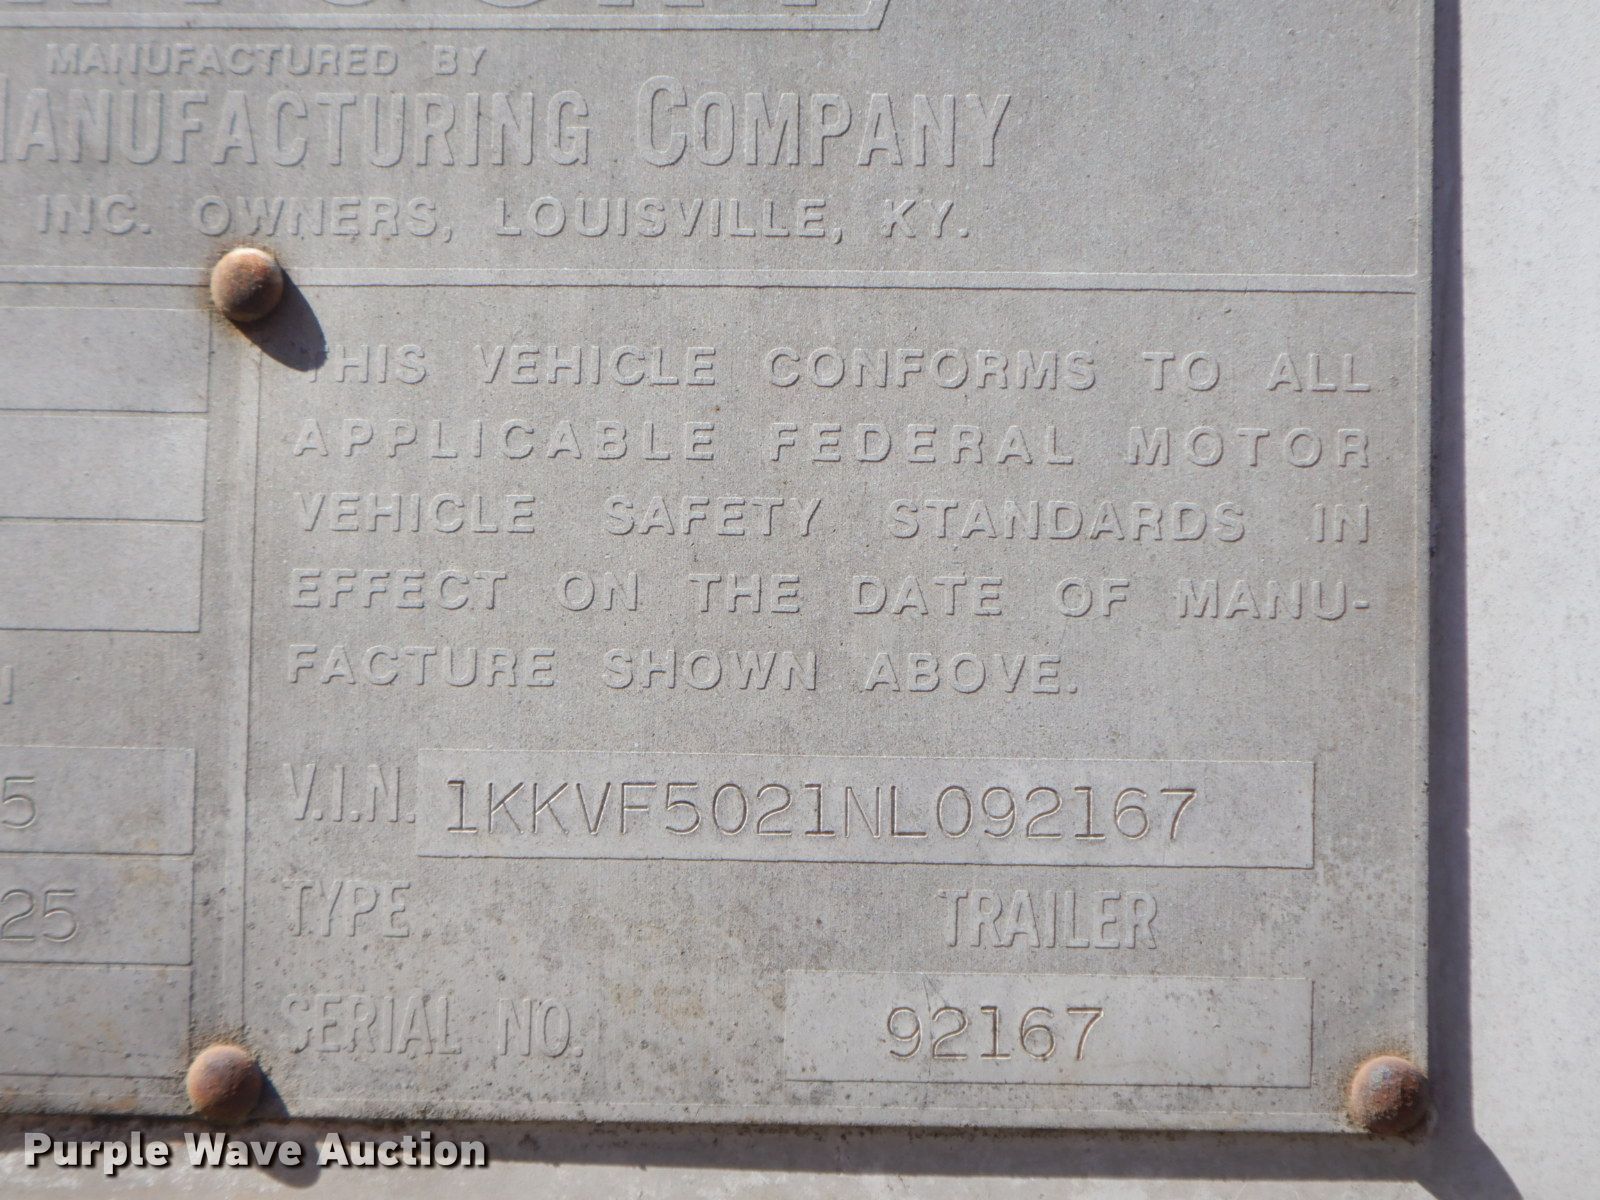 MANUFACTURED BY
MANUFACTURING COMPANY
INC. OWNERS, LOUISVILLE, KY.
THIS VEHICLE CONFORMS TO ALL
APPLICABLE FEDERAL MOTOR
VEHICLE SAFETY STANDARDS IN
EFFECT ON THE DATE OF MANU-
FACTURE SHOWN ABOVE.
V.I.N. 1KKVF5021NL092167
TYPE TRAILER
SERIAL NO. 92167
5
25
Purple Wave Auction